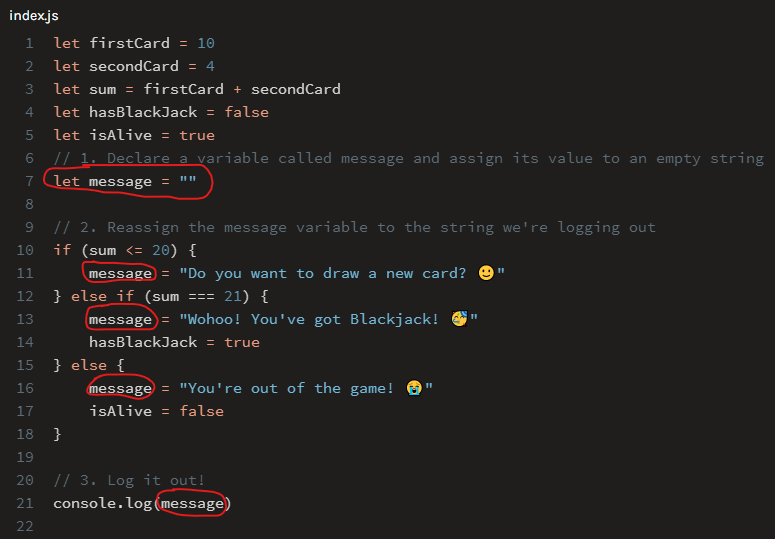 index.js
1 let firstCard = 10
2 let secondCard = 4
3 let sum = firstCard + secondCard
4 let hasBlackJack = false
5 let isAlive = true
6 // 1. Declare a variable called message and assign its value to an empty string
7 let message = ""
8
9 // 2. Reassign the message variable to the string we're logging out
10 if (sum <= 20) {
11     message = "Do you want to draw a new card? 🙂"
12 } else if (sum === 21) {
13     message = "Wohoo! You've got Blackjack! 🥳"
14     hasBlackJack = true
15 } else {
16     message = "You're out of the game! 😭"
17     isAlive = false
18 }
19
20 // 3. Log it out!
21 console.log(message)
22